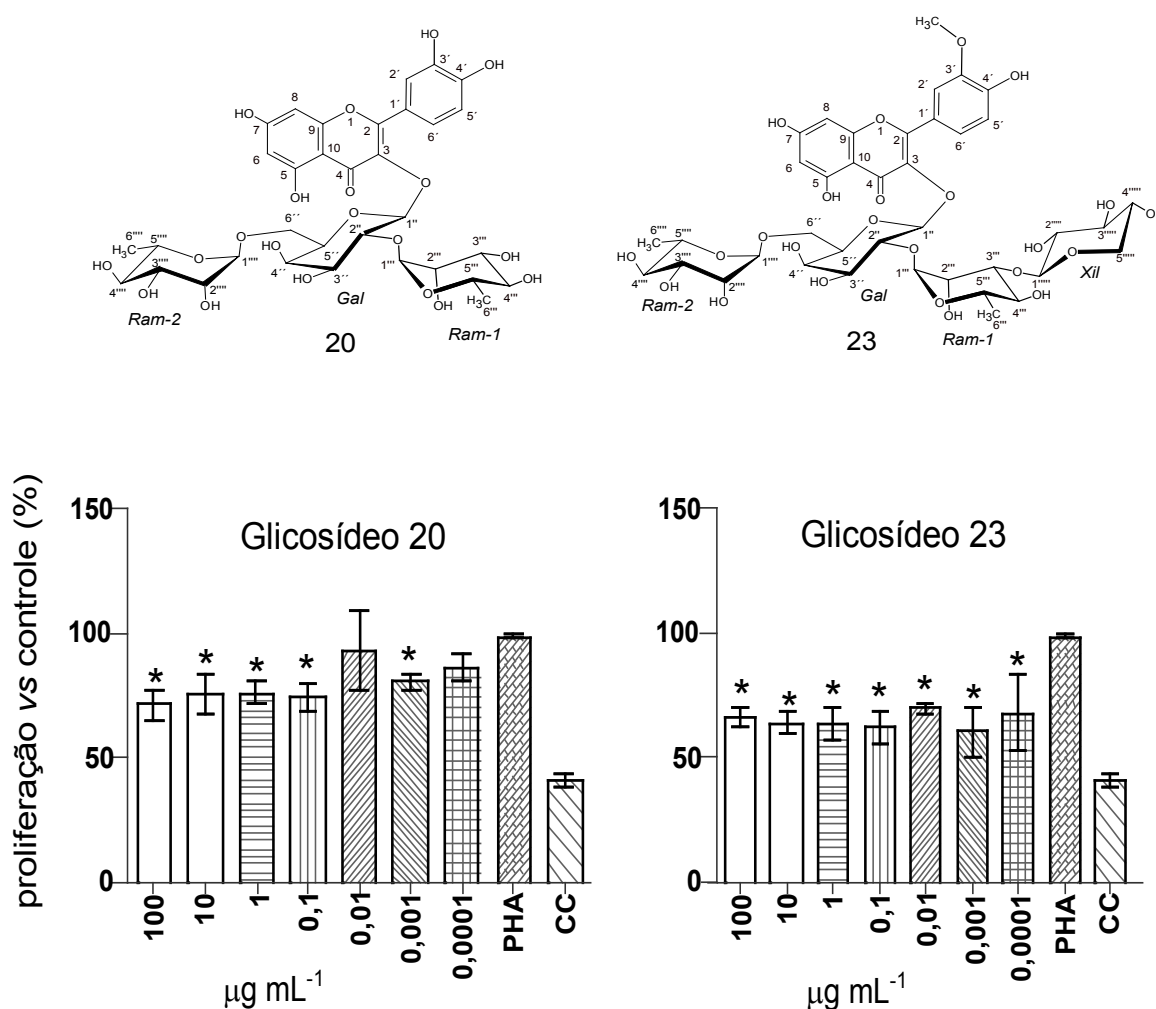 HO
3´
OH
2´
4´
8
1´
5´
HO
O
1
7
9
2
6´
10
3
6
4
5
O
OH
O
6´´
O
1''
6'''''
5'''''
O
2''
O
H₃C
O
HO
5´´
O
3'''
1''''
4´´
1'''
2'''
OH
HO
3''''
HO
3´´
O
5'''
OH
4''''
HO
2''''
Gal
OH
H₃C
4'''
HO
6'''
Ram-2
Ram-1
20
CH₃
O
3´
OH
2´
4´
8
1´
5´
HO
O
1
7
9
2
6´
10
3
6
4
5
O
OH
O
6´´
O
1''
4'''''
HO
O
2'''''
3'''''
HO
5'''''
O
Xil
1'''''
6''''
5''''
O
2''
O
3'''
O
H₃C
O
HO
5´´
1''''
4´´
1'''
2'''
5'''
OH
HO
3''''
HO
3´´
O
4'''
4''''
HO
2''''
Gal
OH
H₃C
HO
6'''
Ram-2
Ram-1
23
proliferação vs controle (%)
150
100
50
0
Glicosídeo 20
* * * * *
100 10 1 0,1 0,01 0,001 0,0001 PHA CC
µg mL⁻¹
150
100
50
0
Glicosídeo 23
* * * * * * *
100 10 1 0,1 0,01 0,001 0,0001 PHA CC
µg mL⁻¹